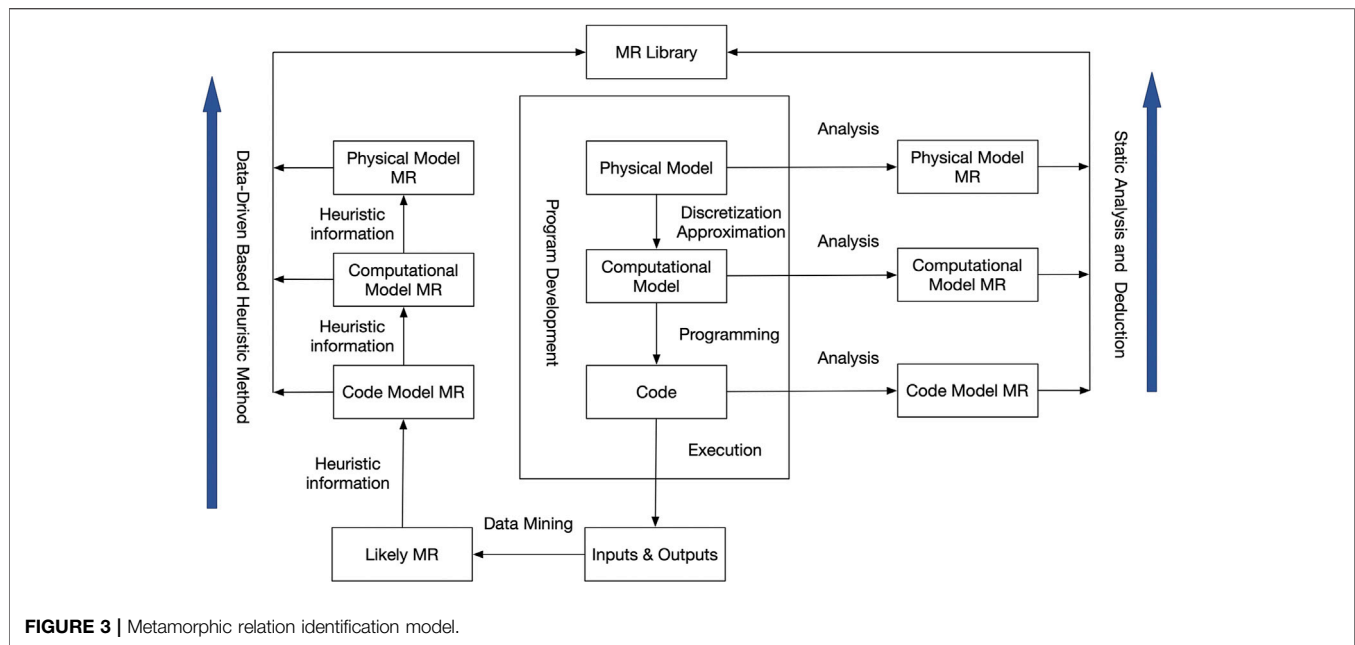 MR Library
Data-Driven Based Heuristic Method
Physical Model
MR
Heuristic
information
Computational
Model MR
Heuristic
information
Code Model MR
Heuristic
information
Likely MR
Data Mining
Program Development
Physical Model
Discretization
Approximation
Computational
Model
Programming
Code
Execution
Inputs & Outputs
Analysis
Physical Model
MR
Analysis
Computational
Model MR
Analysis
Code Model MR
Static Analysis and Deduction
FIGURE 3 | Metamorphic relation identification model.